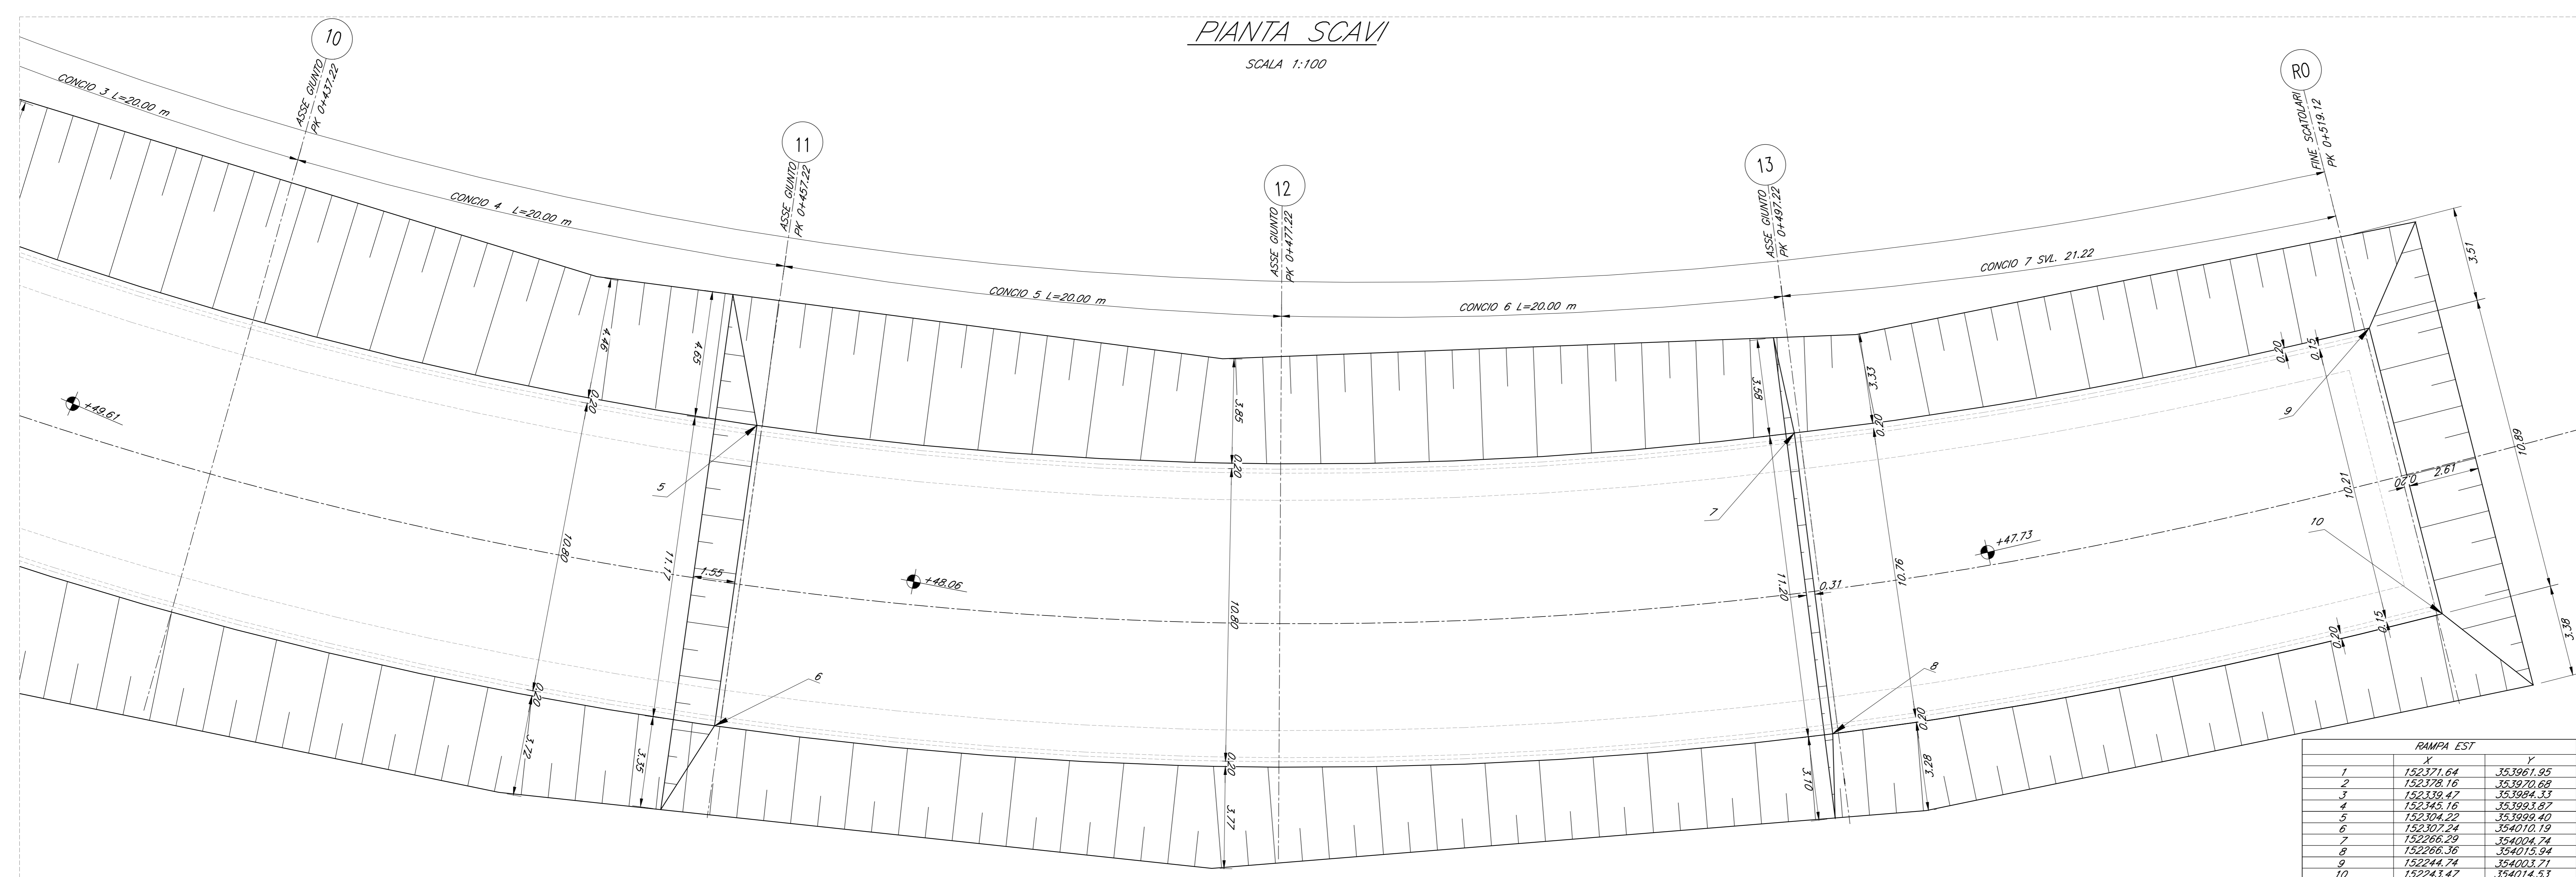 PIANTA SCAVI
SCALA 1:100
10
ASSE GIUNTO
PK 0+437.22
11
ASSE GIUNTO
PK 0+457.22
12
ASSE GIUNTO
PK 0+477.22
13
ASSE GIUNTO
PK 0+497.22
R0
FINE SCATOLARI
PK 0+519.12
CONCIO 3 L=20.00 m
CONCIO 4 L=20.00 m
CONCIO 5 L=20.00 m
CONCIO 6 L=20.00 m
CONCIO 7 SVL. 21.22
+49.61
4.46
0.20
10.80
0.20
3.72
4.65
11.17
3.35
1.55
5
6
+48.06
3.85
0.20
10.80
0.20
3.77
3.58
11.20
3.10
0.31
7
8
3.33
0.20
10.76
0.20
3.28
+47.73
0.20
0.15
10.21
0.20
0.15
9
10
0.20
2.61
3.51
10.89
3.38
RAMPA EST
X Y
1 152371.64 353961.95
2 152378.16 353970.68
3 152339.47 353984.33
4 152345.16 353993.87
5 152304.22 353999.40
6 152307.24 354010.19
7 152266.29 354004.74
8 152266.36 354015.94
9 152244.74 354003.71
10 152243.47 354014.53